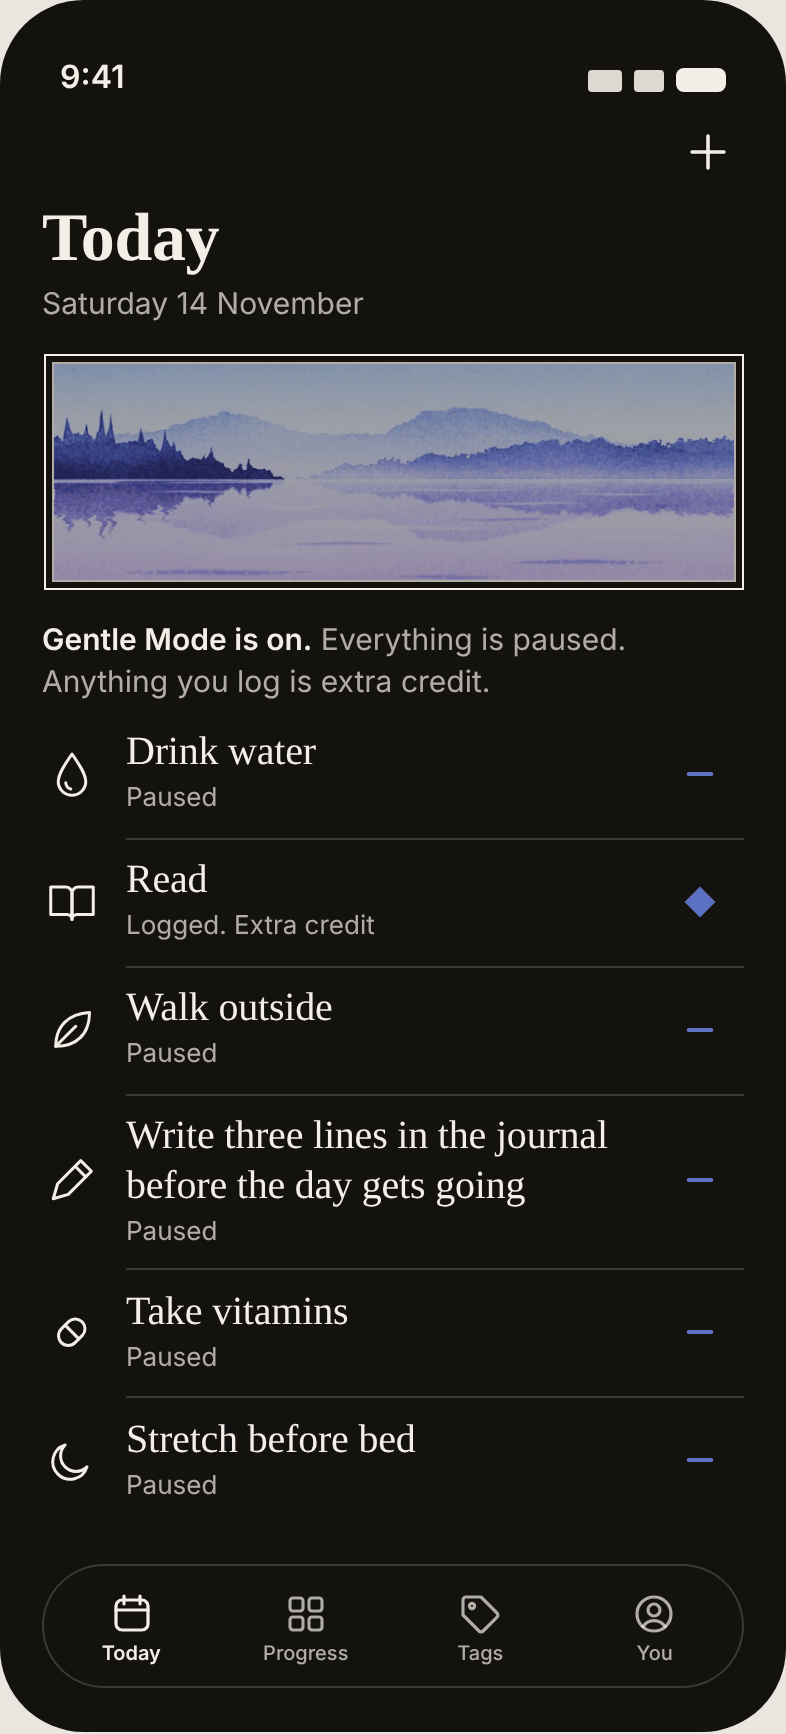 9:41
Today
Saturday 14 November
Gentle Mode is on. Everything is paused.
Anything you log is extra credit.
Drink water
Paused
Read
Logged. Extra credit
Walk outside
Paused
Write three lines in the journal
before the day gets going
Paused
Take vitamins
Paused
Stretch before bed
Paused
Today
Progress
Tags
You